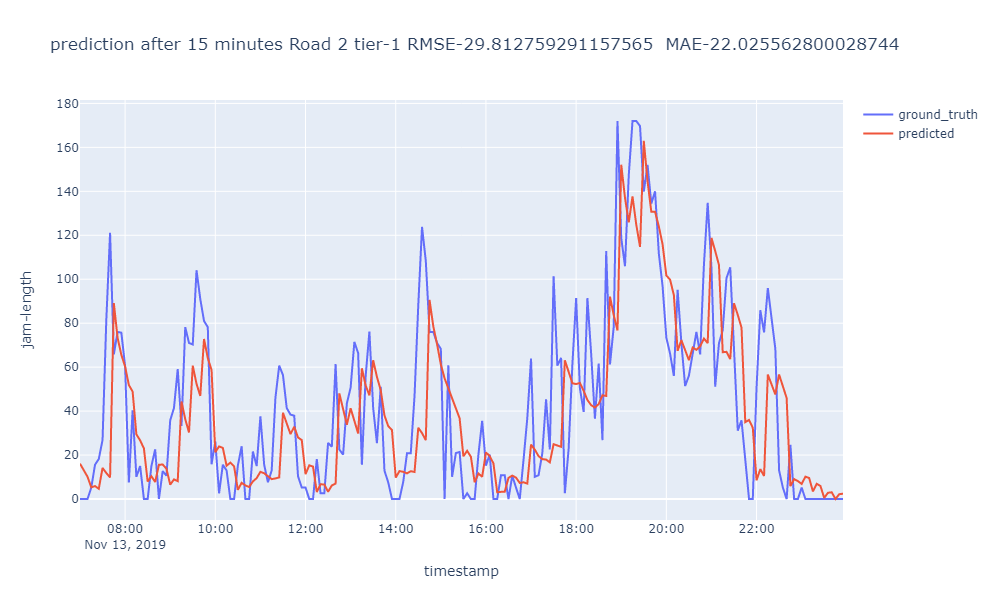 prediction after 15 minutes Road 2 tier-1 RMSE-29.812759291157565  MAE-22.025562800028744
ground_truth
predicted
jam-length
180
160
140
120
100
80
60
40
20
0
08:00 10:00 12:00 14:00 16:00 18:00 20:00 22:00
Nov 13, 2019
timestamp